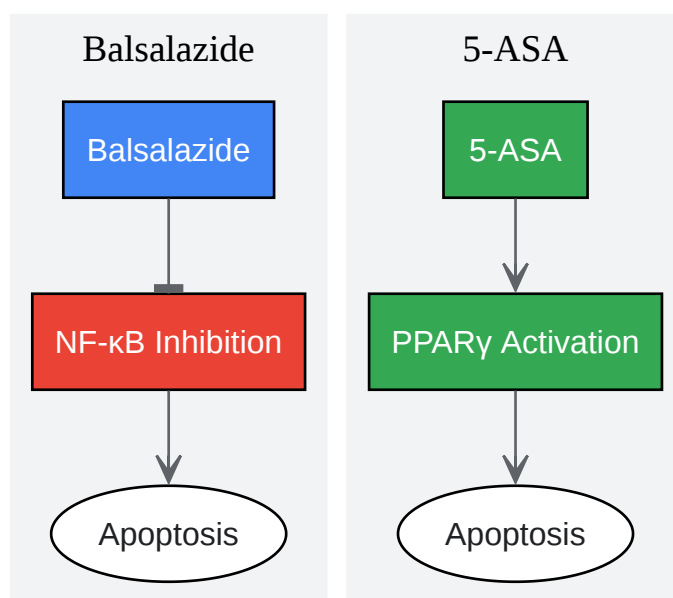 Balsalazide
Balsalazide
NF-κB Inhibition
Apoptosis
5-ASA
5-ASA
PPARγ Activation
Apoptosis